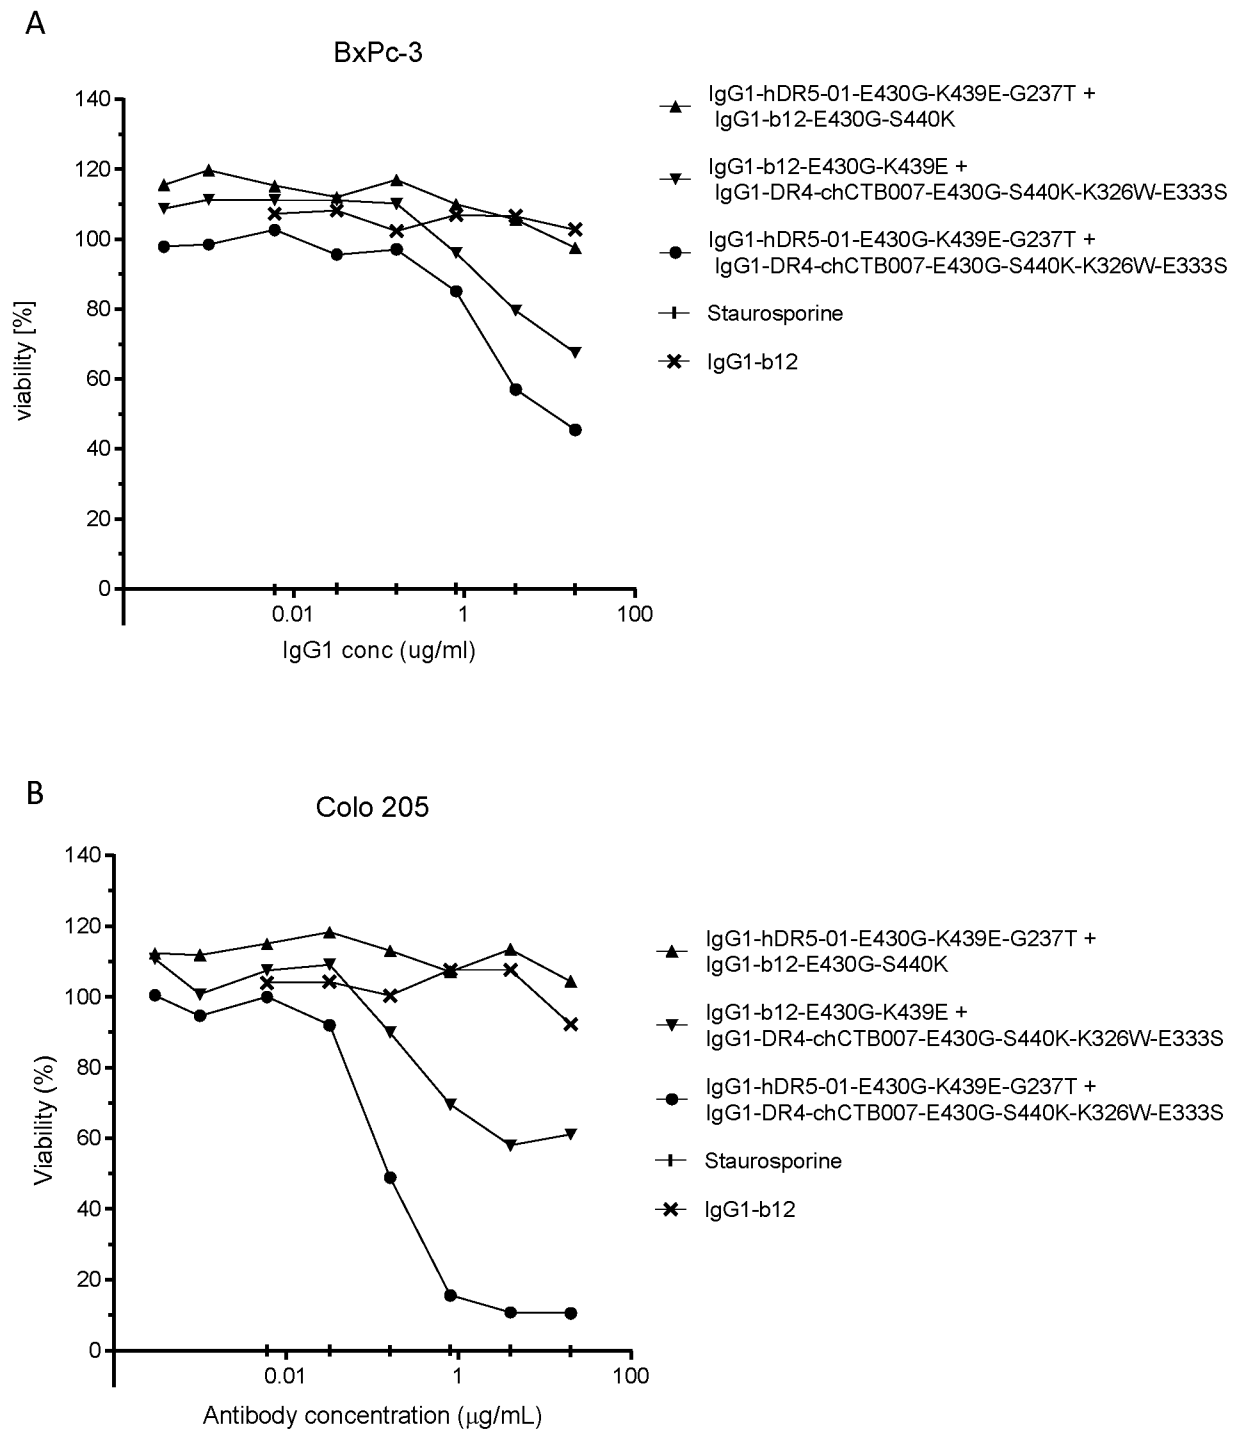 A
BxPc-3
140
120
100
80
60
40
20
0
viability [%]
0.01
1
100
IgG1 conc (ug/ml)
IgG1-hDR5-01-E430G-K439E-G237T +
IgG1-b12-E430G-S440K
IgG1-b12-E430G-K439E +
IgG1-DR4-chCTB007-E430G-S440K-K326W-E333S
IgG1-hDR5-01-E430G-K439E-G237T +
IgG1-DR4-chCTB007-E430G-S440K-K326W-E333S
Staurosporine
IgG1-b12
B
Colo 205
140
120
100
80
60
40
20
0
Viability (%)
0.01
1
100
Antibody concentration (μg/mL)
IgG1-hDR5-01-E430G-K439E-G237T +
IgG1-b12-E430G-S440K
IgG1-b12-E430G-K439E +
IgG1-DR4-chCTB007-E430G-S440K-K326W-E333S
IgG1-hDR5-01-E430G-K439E-G237T +
IgG1-DR4-chCTB007-E430G-S440K-K326W-E333S
Staurosporine
IgG1-b12